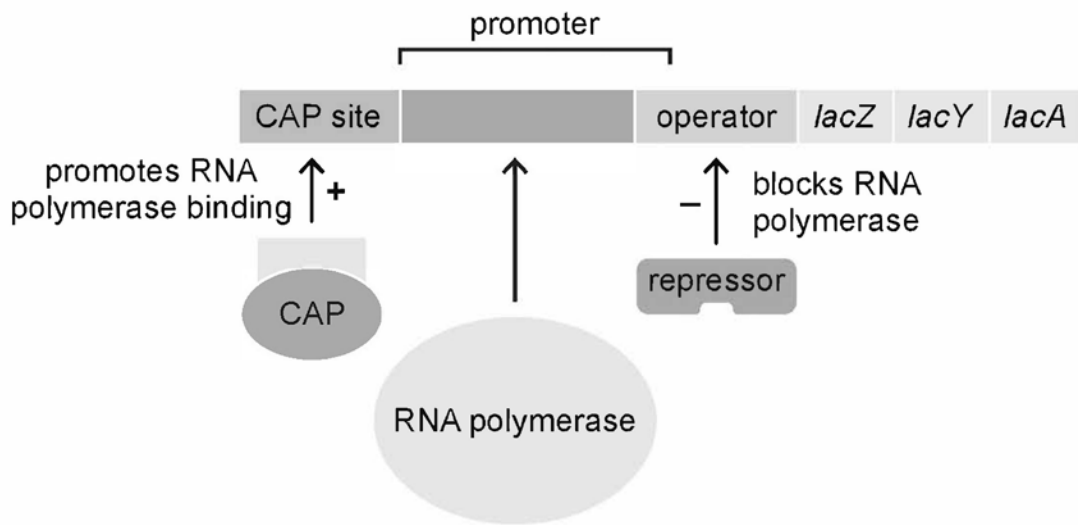 promoter
CAP site
operator
lacZ
lacY
lacA
promotes RNA
polymerase binding
+
–
blocks RNA
polymerase
CAP
repressor
RNA polymerase